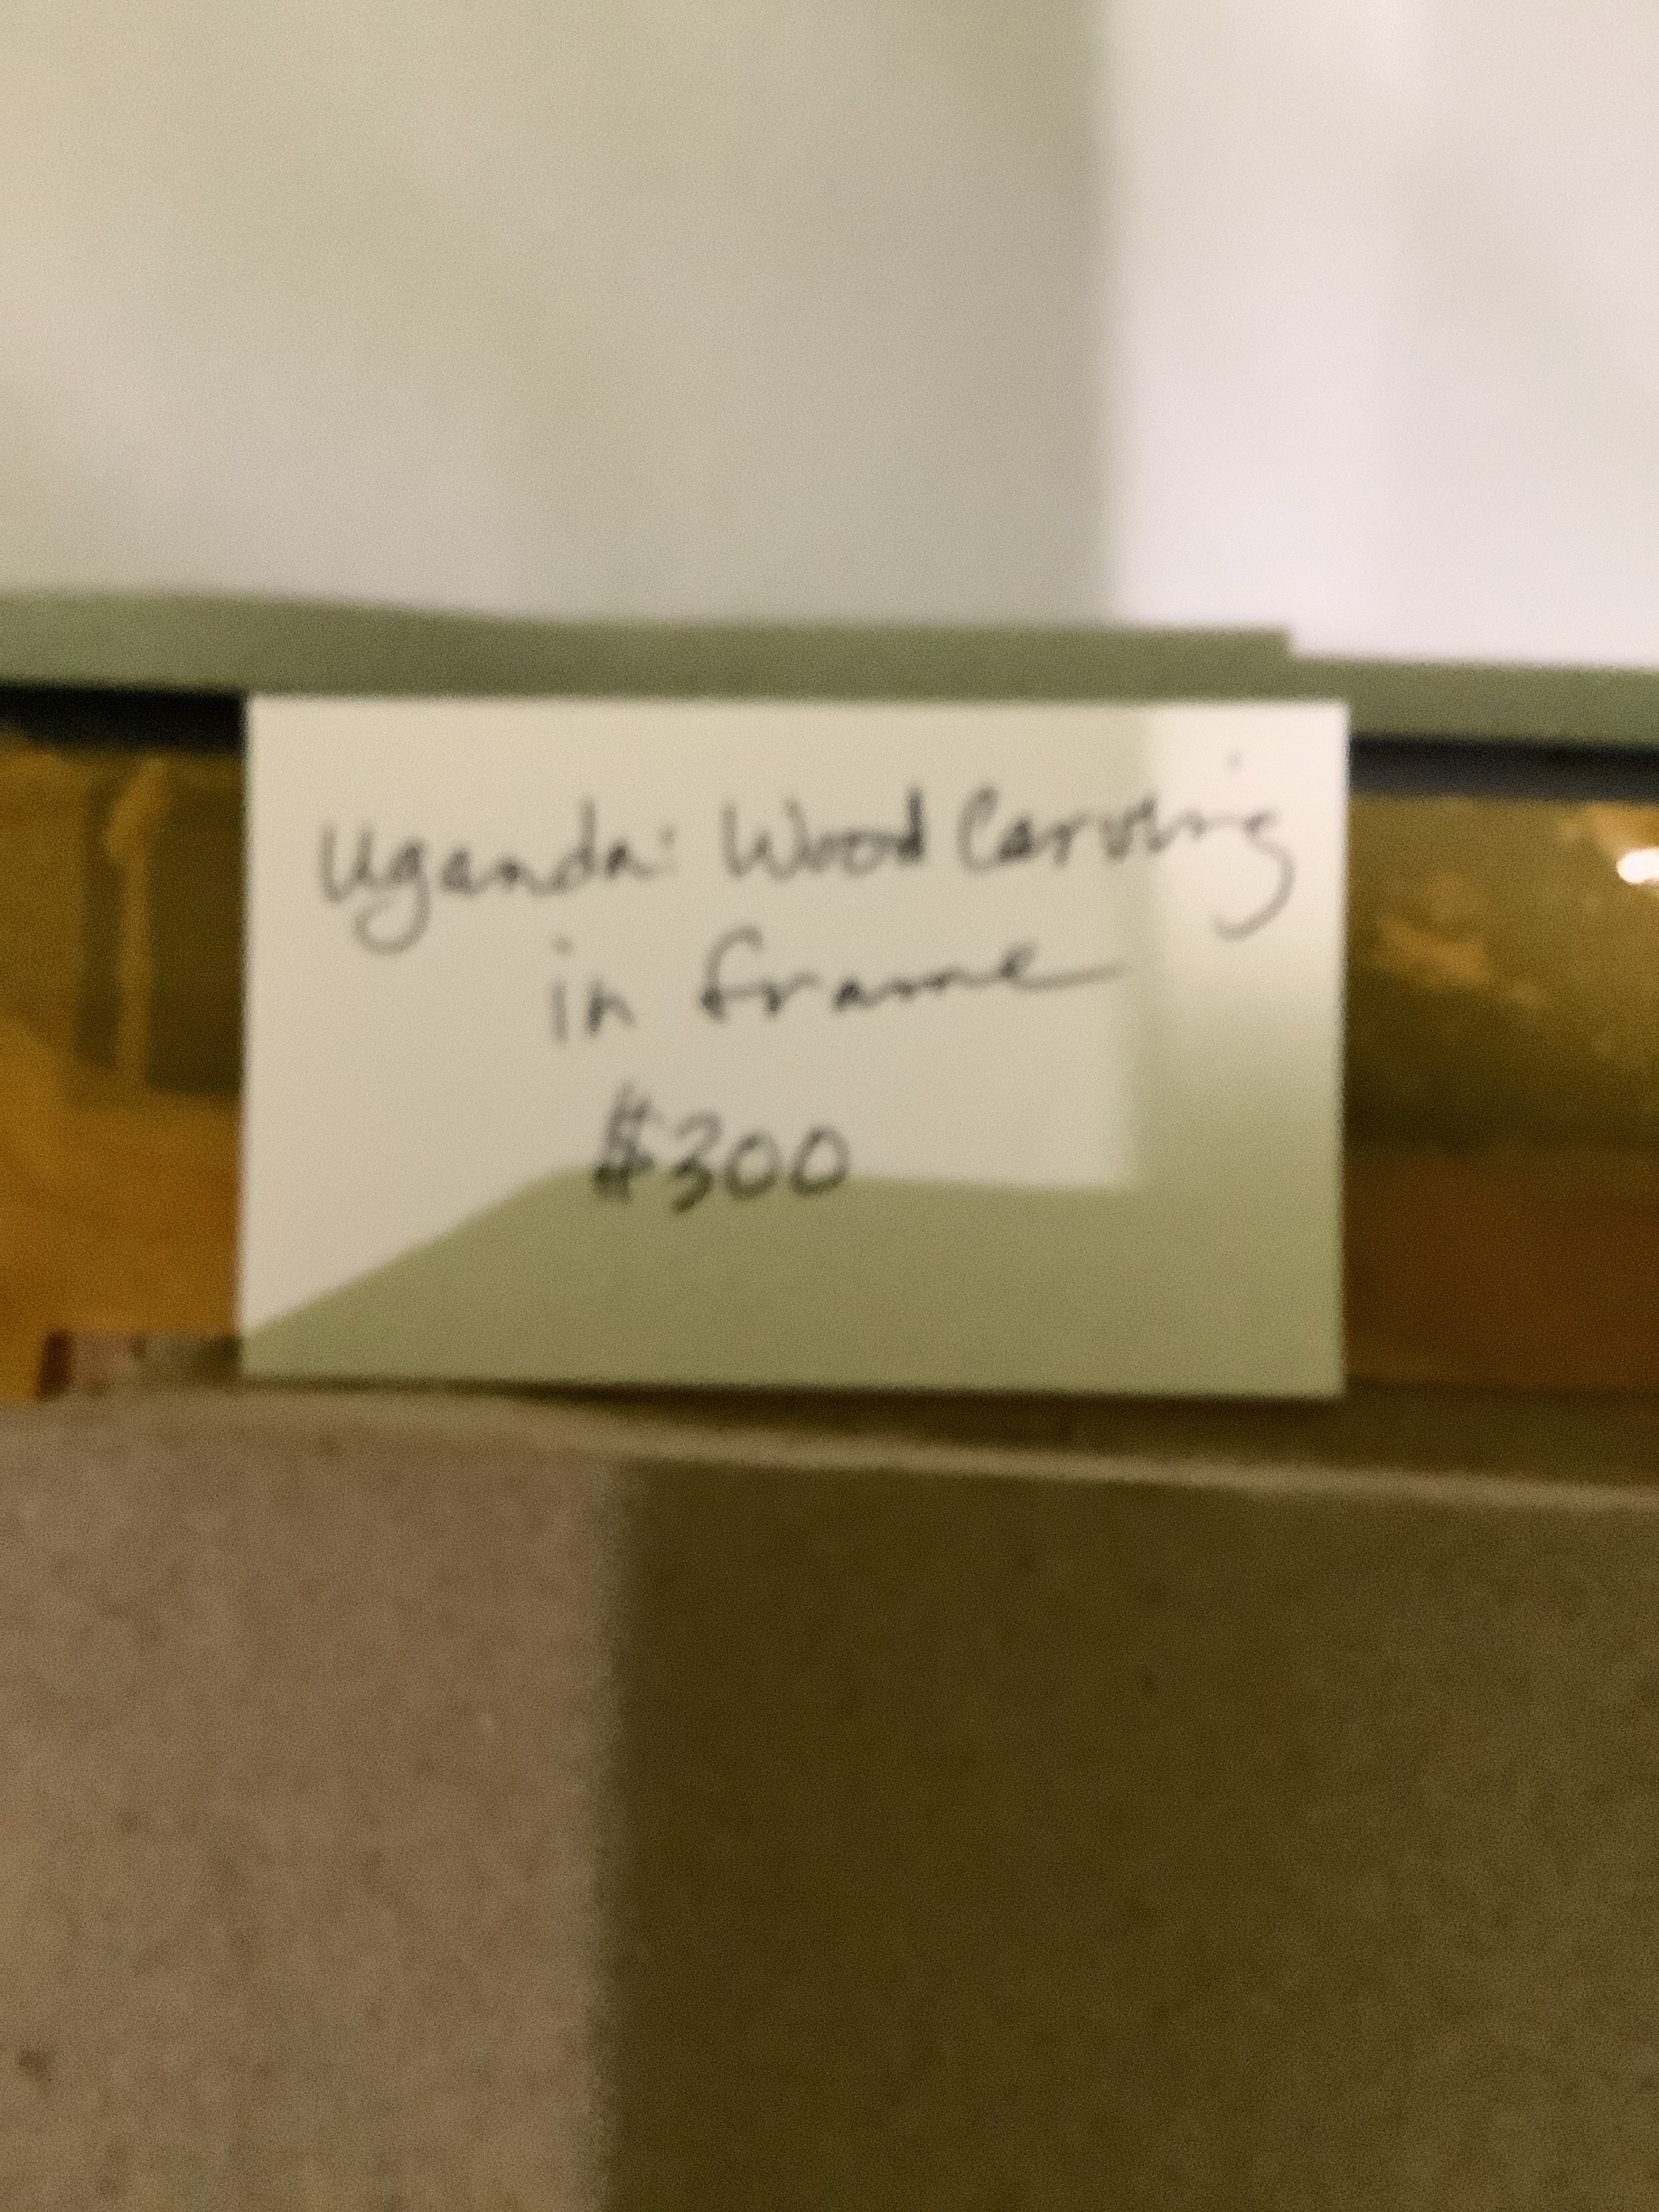 Uganda: Wood Carving
in frame
$300